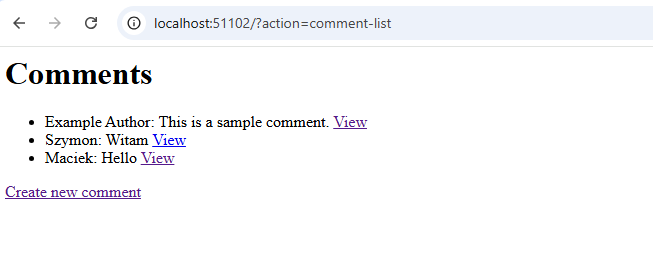 localhost:51102/?action=comment-list
Comments
Example Author: This is a sample comment. View
Szymon: Witam View
Maciek: Hello View
Create new comment